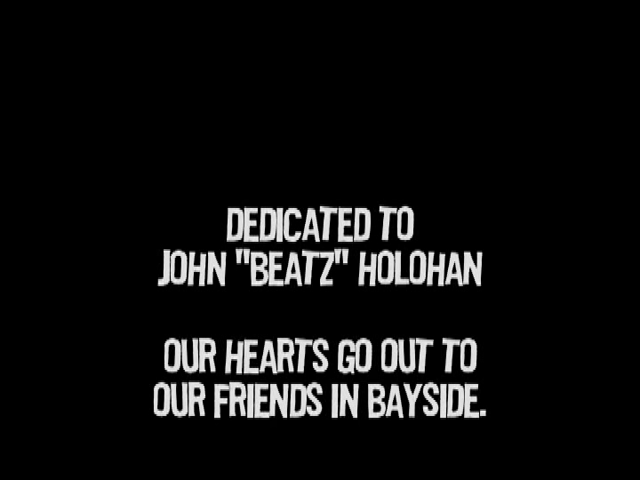 DEDICATED TO
JOHN "BEATZ" HOLOHAN
OUR HEARTS GO OUT TO
OUR FRIENDS IN BAYSIDE.